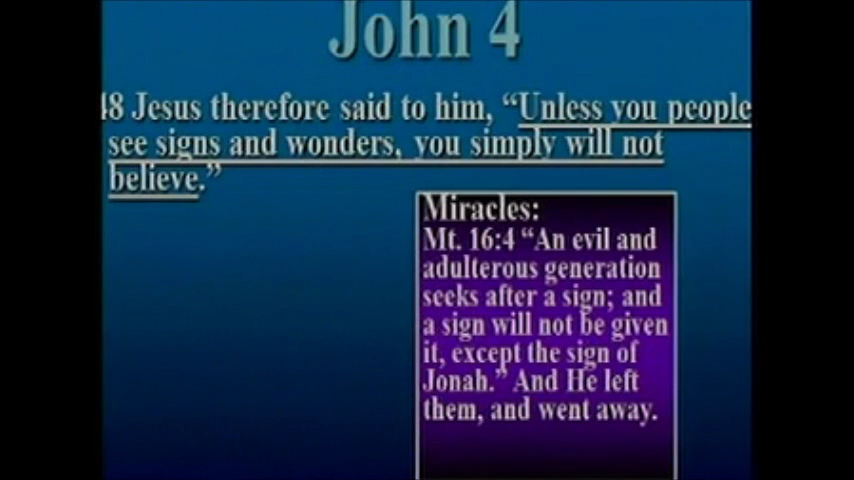 John 4
48 Jesus therefore said to him, “Unless you people
see signs and wonders, you simply will not
believe.”
Miracles:
Mt. 16:4 “An evil and
adulterous generation
seeks after a sign; and
a sign will not be given
it, except the sign of
Jonah.” And He left
them, and went away.